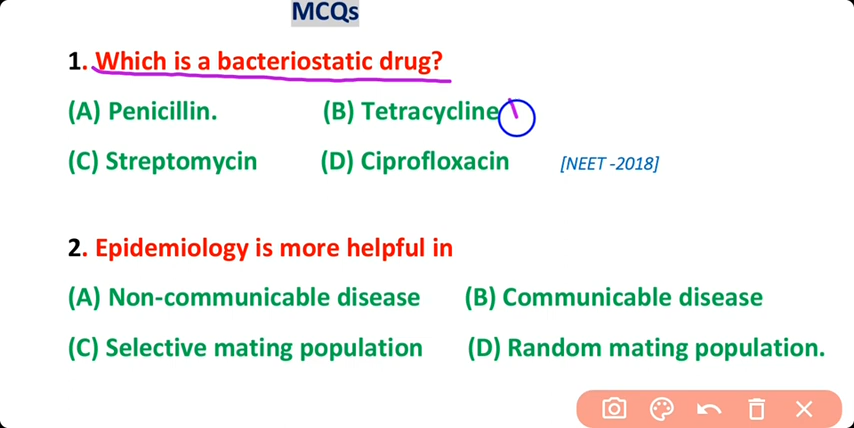 MCQs
1. Which is a bacteriostatic drug?
(A) Penicillin. (B) Tetracycline
(C) Streptomycin (D) Ciprofloxacin [NEET -2018]
2. Epidemiology is more helpful in
(A) Non-communicable disease (B) Communicable disease
(C) Selective mating population (D) Random mating population.